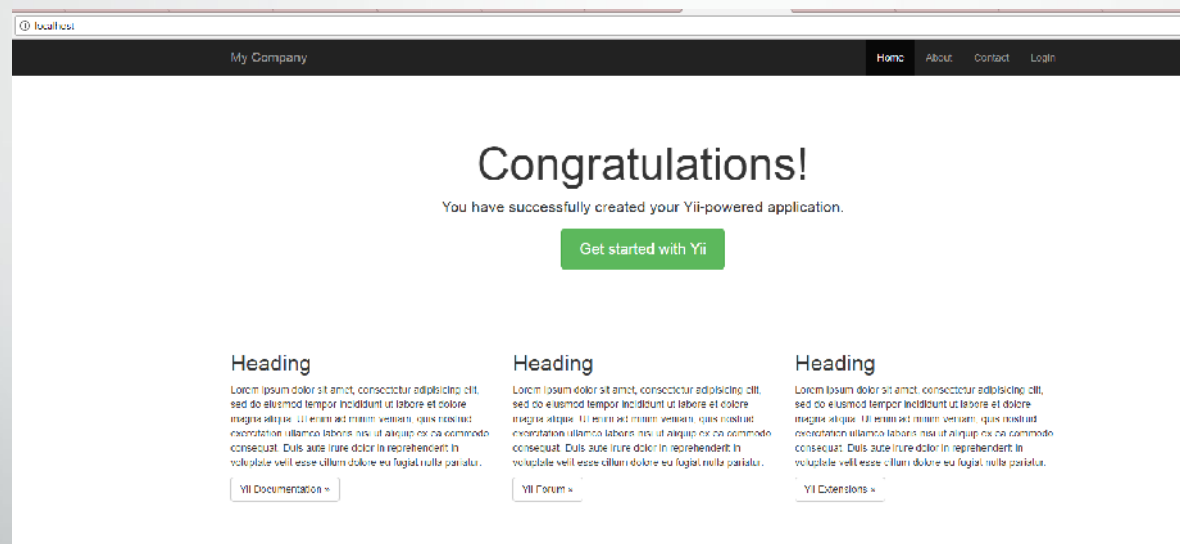 localhost
My Company
Home About Contact Login
Congratulations!
You have successfully created your Yii-powered application.
Get started with Yii
Heading
Lorem ipsum dolor sit amet, consectetur adipisicing elit,
sed do eiusmod tempor incididunt ut labore et dolore
magna aliqua. Ut enim ad minim veniam, quis nostrud
exercitation ullamco laboris nisi ut aliquip ex ea commodo
consequat. Duis aute irure dolor in reprehenderit in
voluptate velit esse cillum dolore eu fugiat nulla pariatur.
Yii Documentation »
Heading
Lorem ipsum dolor sit amet, consectetur adipisicing elit,
sed do eiusmod tempor incididunt ut labore et dolore
magna aliqua. Ut enim ad minim veniam, quis nostrud
exercitation ullamco laboris nisi ut aliquip ex ea commodo
consequat. Duis aute irure dolor in reprehenderit in
voluptate velit esse cillum dolore eu fugiat nulla pariatur.
Yii Forum »
Heading
Lorem ipsum dolor sit amet, consectetur adipisicing elit,
sed do eiusmod tempor incididunt ut labore et dolore
magna aliqua. Ut enim ad minim veniam, quis nostrud
exercitation ullamco laboris nisi ut aliquip ex ea commodo
consequat. Duis aute irure dolor in reprehenderit in
voluptate velit esse cillum dolore eu fugiat nulla pariatur.
Yii Extensions »